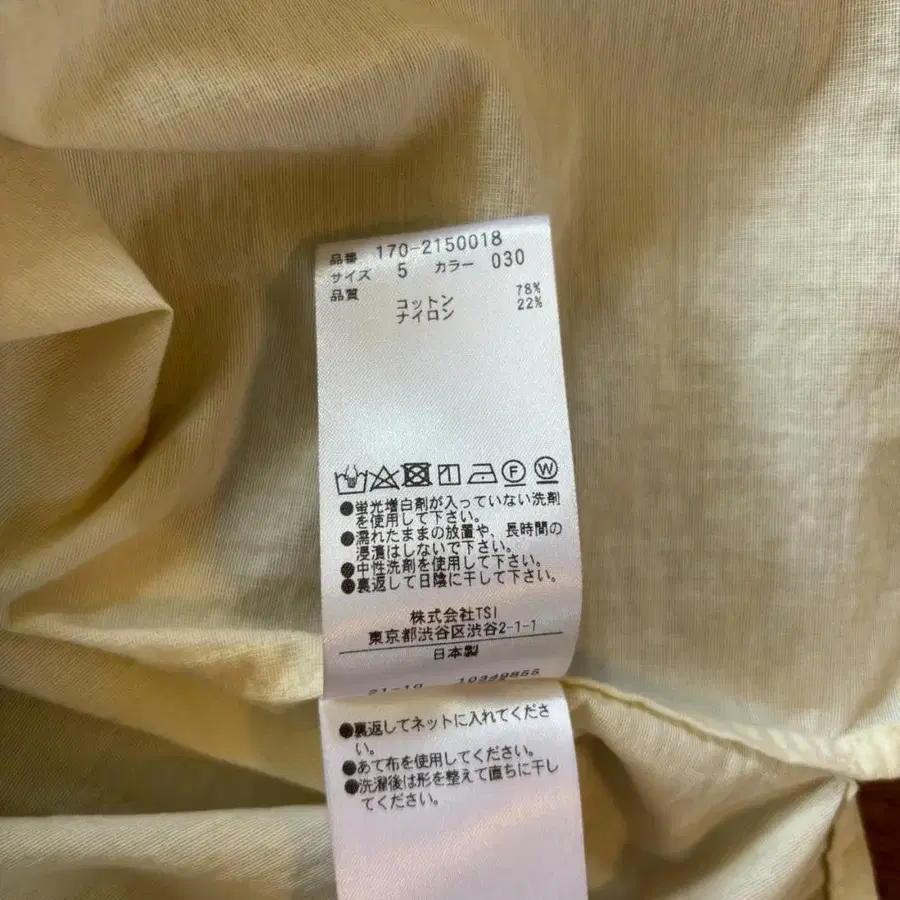 品番 170-2150018
サイズ 5 カラー 030
品質 78%
コットン 22%
ナイロン
F W
●蛍光増白剤が入っていない洗剤
を使用して下さい。
●濡れたままの放置や、長時間の
浸漬はしないで下さい。
●中性洗剤を使用して下さい。
●裏返して日陰に干して下さい。
株式会社TSI
東京都渋谷区渋谷2-1-1
日本製
21-10 10349855
●裏返してネットに入れてくださ
い。
●あて布を使用してください。
●洗濯後は形を整えて直ちに干し
てください。